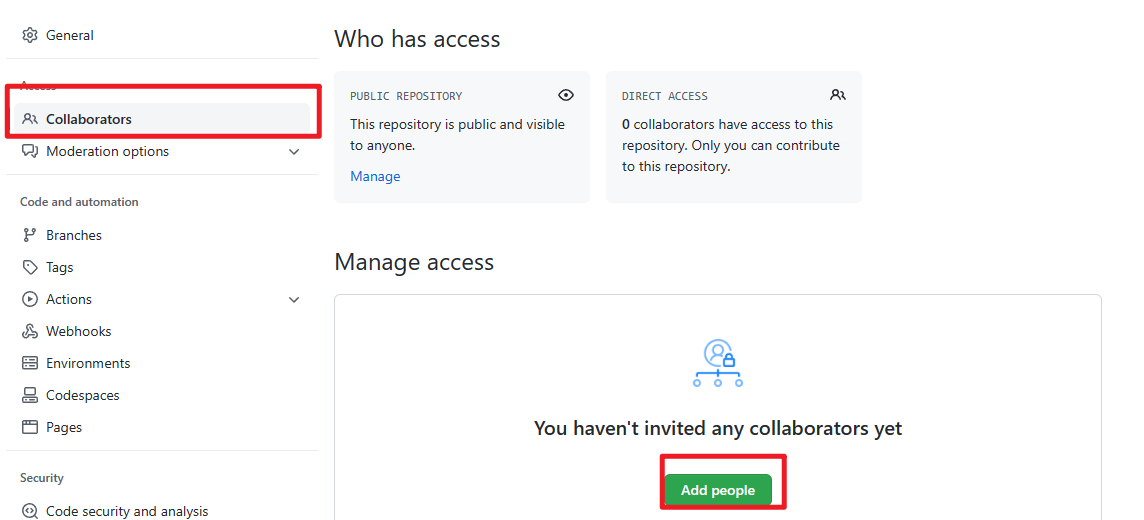 General
Access
Collaborators
Moderation options
Code and automation
Branches
Tags
Actions
Webhooks
Environments
Codespaces
Pages
Security
Code security and analysis
Who has access
PUBLIC REPOSITORY
This repository is public and visible
to anyone.
Manage
DIRECT ACCESS
0 collaborators have access to this
repository. Only you can contribute
to this repository.
Manage access
You haven't invited any collaborators yet
Add people